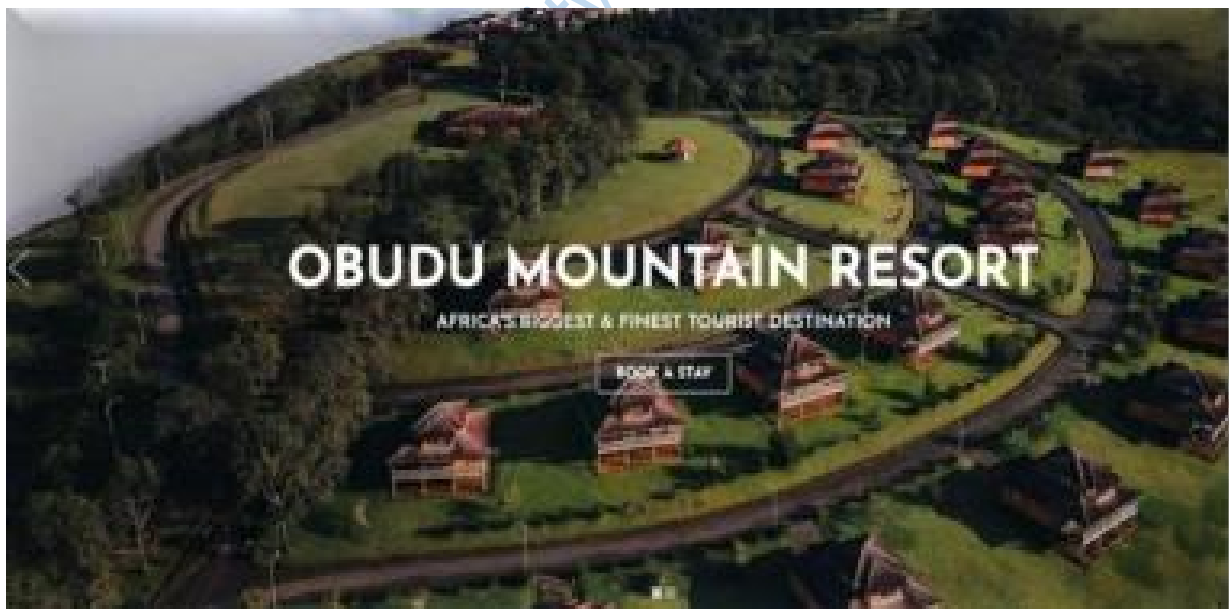 OBUDU MOUNTAIN RESORT
AFRICA'S BIGGEST & FINEST TOURIST DESTINATION
BOOK A STAY